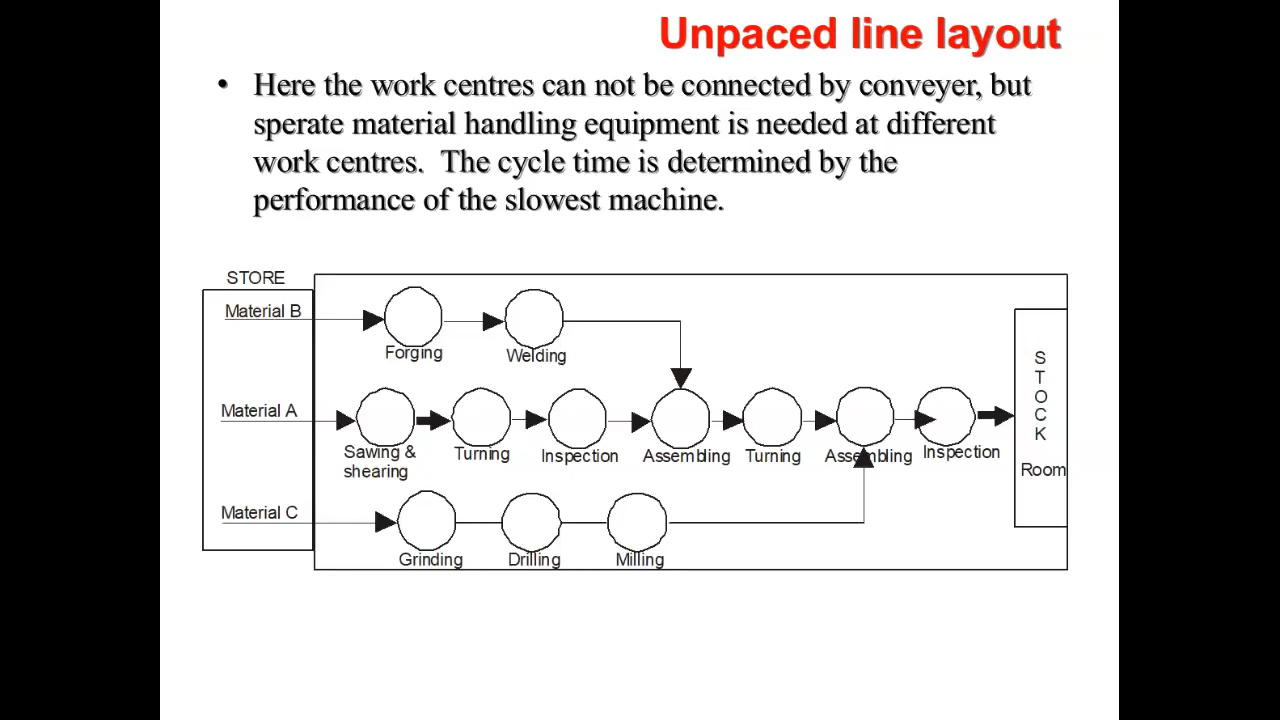 Unpaced line layout
• Here the work centres can not be connected by conveyer, but
sperate material handling equipment is needed at different
work centres. The cycle time is determined by the
performance of the slowest machine.
STORE
Material B
Forging
Welding
Material A
Sawing &
shearing
Turning
Inspection
Assembling
Turning
Assembling
Inspection
S
T
O
C
K
Room
Material C
Grinding
Drilling
Milling